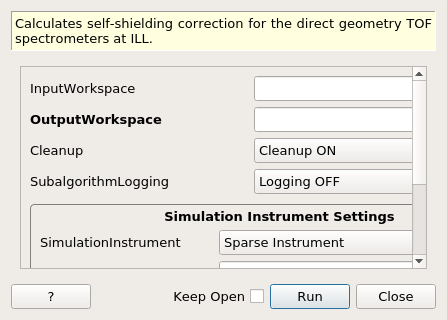 Calculates self-shielding correction for the direct geometry TOF
spectrometers at ILL.
InputWorkspace
OutputWorkspace
Cleanup Cleanup ON
SubalgorithmLogging Logging OFF
Simulation Instrument Settings
SimulationInstrument Sparse Instrument
? Keep Open Run Close